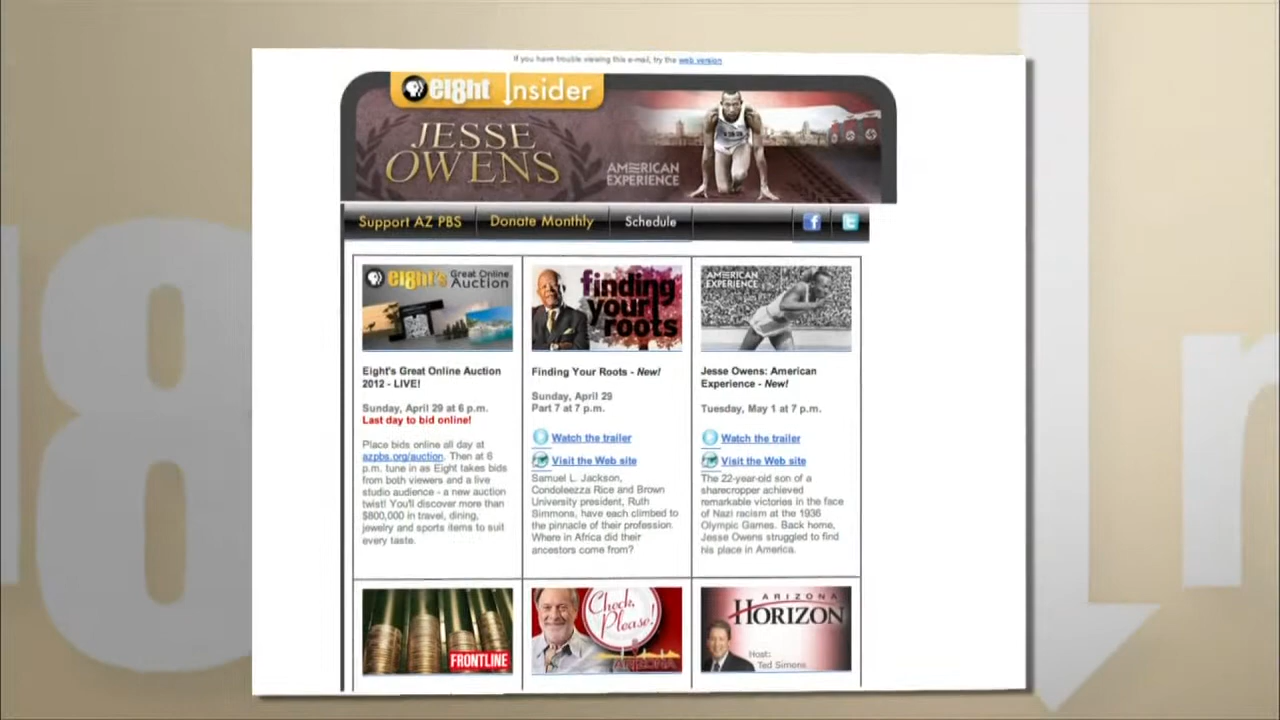 If you have trouble viewing this e-mail, try the web version
ei8ht Insider
JESSE
OWENS
AMERICAN
EXPERIENCE
Support AZ PBS
Donate Monthly
Schedule
ei8ht's Great Online
Auction
Eight's Great Online Auction
2012 - LIVE!
Sunday, April 29 at 6 p.m.
Last day to bid online!
Place bids online all day at
azpbs.org/auction. Then at 6
p.m. tune in as Eight takes bids
from both viewers and a live
studio audience - a new auction
twist! You'll discover more than
$800,000 in travel, dining,
jewelry and sports items to suit
every taste.
finding
your
roots
Finding Your Roots - New!
Sunday, April 29
Part 7 at 7 p.m.
Watch the trailer
Visit the Web site
Samuel L. Jackson,
Condoleezza Rice and Brown
University president, Ruth
Simmons, have each climbed to
the pinnacle of their profession.
Where in Africa did their
ancestors come from?
AMERICAN
EXPERIENCE
Jesse Owens: American
Experience - New!
Tuesday, May 1 at 7 p.m.
Watch the trailer
Visit the Web site
The 22-year-old son of a
sharecropper achieved
remarkable victories in the face
of Nazi racism at the 1936
Olympic Games. Back home,
Jesse Owens struggled to find
his place in America.
FRONTLINE
Check,
Please!
ARIZONA
ARIZONA
HORIZON
Host:
Ted Simons